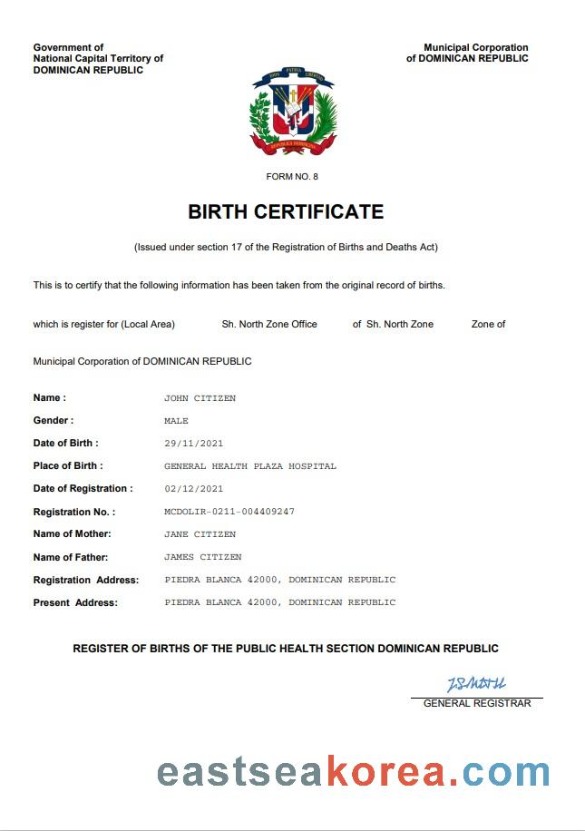 Government of
National Capital Territory of
DOMINICAN REPUBLIC
Municipal Corporation
of DOMINICAN REPUBLIC
DIOS PATRIA LIBERTAD
REPUBLICA DOMINICANA
FORM NO. 8
BIRTH CERTIFICATE
(Issued under section 17 of the Registration of Births and Deaths Act)
This is to certify that the following information has been taken from the original record of births.
which is register for (Local Area) Sh. North Zone Office of Sh. North Zone Zone of
Municipal Corporation of DOMINICAN REPUBLIC
Name : JOHN CITIZEN
Gender : MALE
Date of Birth : 29/11/2021
Place of Birth : GENERAL HEALTH PLAZA HOSPITAL
Date of Registration : 02/12/2021
Registration No. : MCDOLIR-0211-004409247
Name of Mother: JANE CITIZEN
Name of Father: JAMES CITIZEN
Registration Address: PIEDRA BLANCA 42000, DOMINICAN REPUBLIC
Present Address: PIEDRA BLANCA 42000, DOMINICAN REPUBLIC
REGISTER OF BIRTHS OF THE PUBLIC HEALTH SECTION DOMINICAN REPUBLIC
GENERAL REGISTRAR
eastseakorea.com